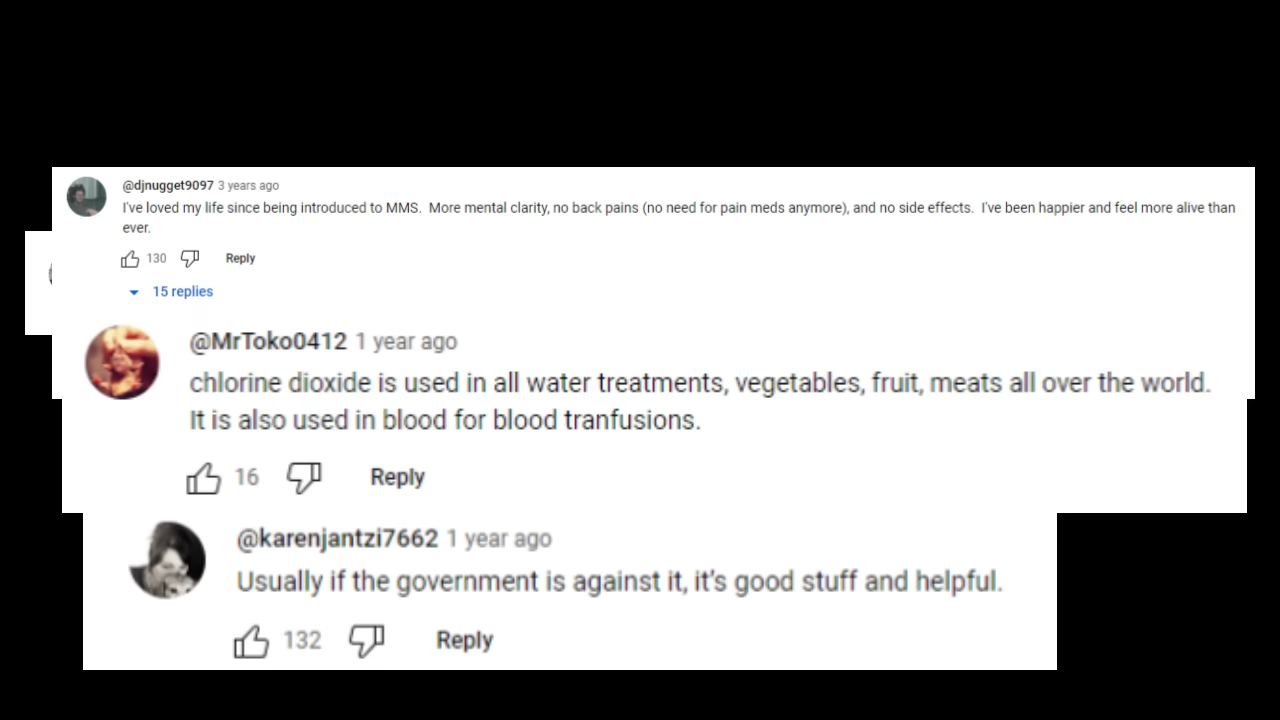 @djnugget9097 3 years ago
I've loved my life since being introduced to MMS.  More mental clarity, no back pains (no need for pain meds anymore), and no side effects.  I've been happier and feel more alive than
ever.
130 Reply
15 replies
@MrToko0412 1 year ago
chlorine dioxide is used in all water treatments, vegetables, fruit, meats all over the world.
It is also used in blood for blood tranfusions.
16 Reply
@karenjantzi7662 1 year ago
Usually if the government is against it, it's good stuff and helpful.
132 Reply